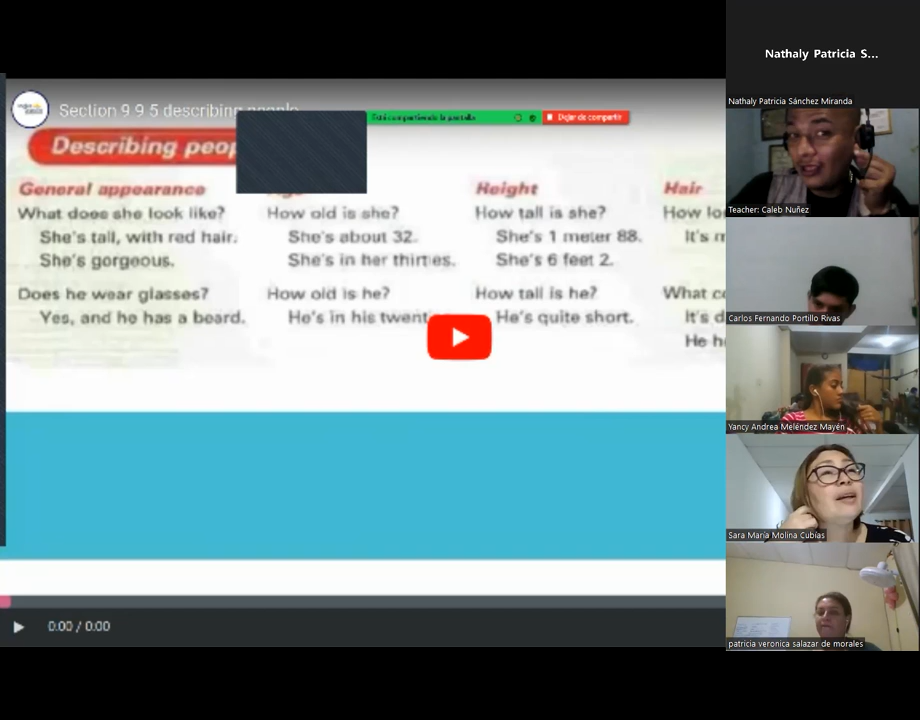 Section 9 9 5 describing people
Está compartiendo la pantalla
Dejar de compartir
Describing peop
General appearance
What does she look like?
She's tall, with red hair.
She's gorgeous.
Does he wear glasses?
Yes, and he has a beard.
How old is she?
She's about 32.
She's in her thirties.
How old is he?
He's in his twent
Height
How tall is she?
She's 1 meter 88.
She's 6 feet 2.
How tall is he?
He's quite short.
Hair
How lo
It's m
What co
It's d
He h
0:00 / 0:00
Nathaly Patricia S...
Nathaly Patricia Sánchez Miranda
Teacher: Caleb Nuñez
Carlos Fernando Portillo Rivas
Yancy Andrea Meléndez Mayén
Sara María Molina Cubías
patricia veronica salazar de morales